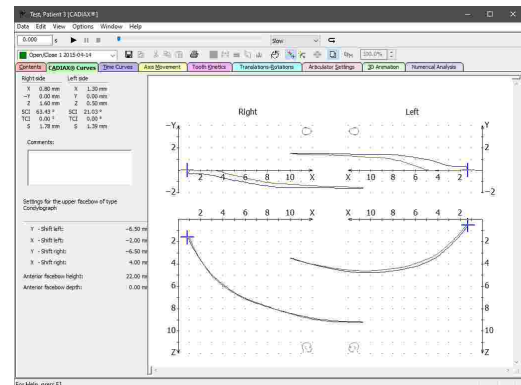 Test, Patient 3 [CADIAX®]
Data Edit View Options Window Help
0.000 s Slow
Open/Close 1 2015-04-14 100.0%
Contents CADIAX® Curves Time Curves Axis Movement Tooth Kinetics Translations-Rotations Articulator Settings 3D Animation Numerical Analysis
Right side Left side
X 0.80 mm X 1.30 mm
-Y 0.00 mm Y 0.00 mm
Z 1.60 mm Z 0.50 mm
SCI 63.43 ° SCI 21.03 °
TCI 0.00 ° TCI 0.00 °
S 1.78 mm S 1.39 mm
Comments:
Settings for the upper facebow of type
Condylograph
Y - Shift left: -6.50 mm
X - Shift left: -2.00 mm
Y - Shift right: -6.50 mm
X - Shift right: 4.00 mm
Anterior facebow height: 22.00 mm
Anterior facebow depth: 0.00 mm
Right Left
-Y Y
-2 -2
2 4 6 8 10 X X 10 8 6 4 2
-2 -2
2 4 6 8 10 X X 10 8 6 4 2
2 2
4 4
6 6
8 8
10 10
Z Z
For Help, press F1